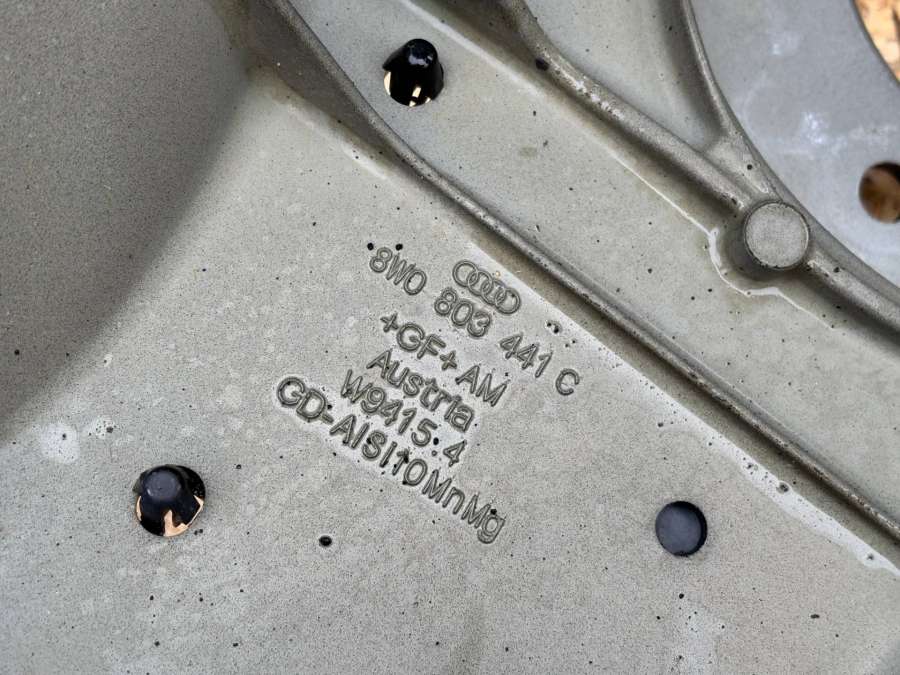 8W0 803 441 C
+GF+ AM
Austria
W9415.4
GD-AlSi10MnMg